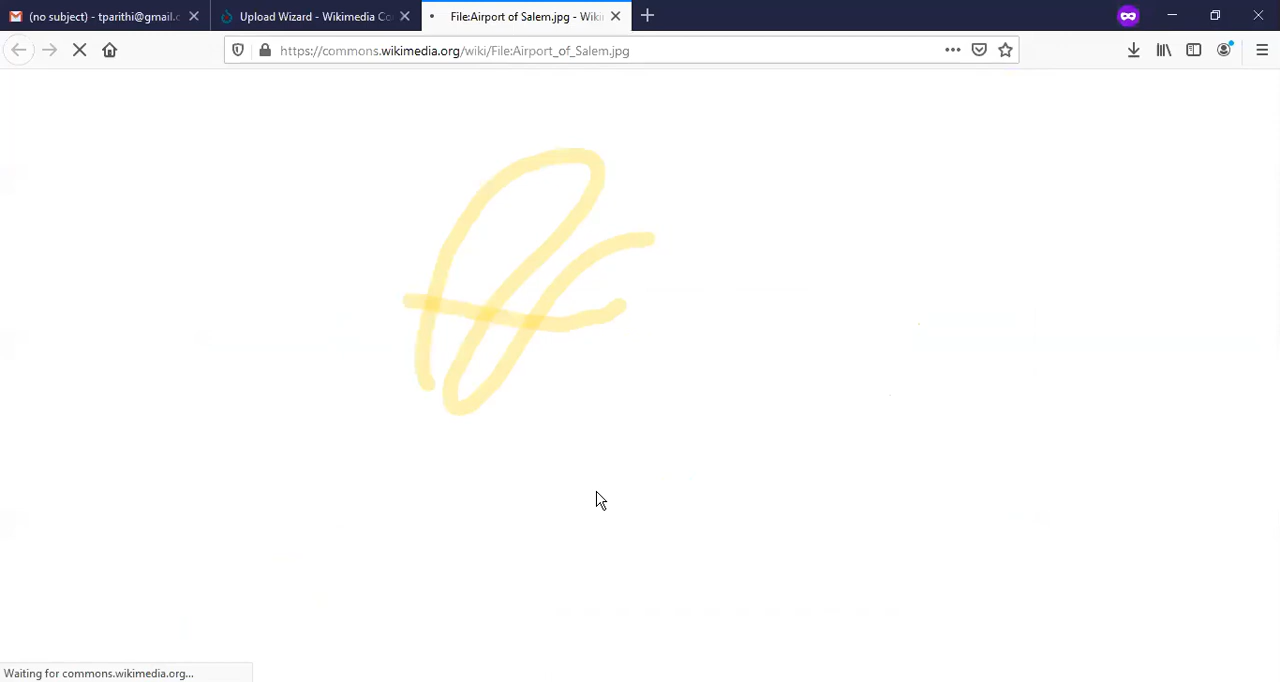 (no subject) - tparithi@gmail.c
Upload Wizard - Wikimedia Co
File:Airport of Salem.jpg - Wiki
https://commons.wikimedia.org/wiki/File:Airport_of_Salem.jpg
Waiting for commons.wikimedia.org...